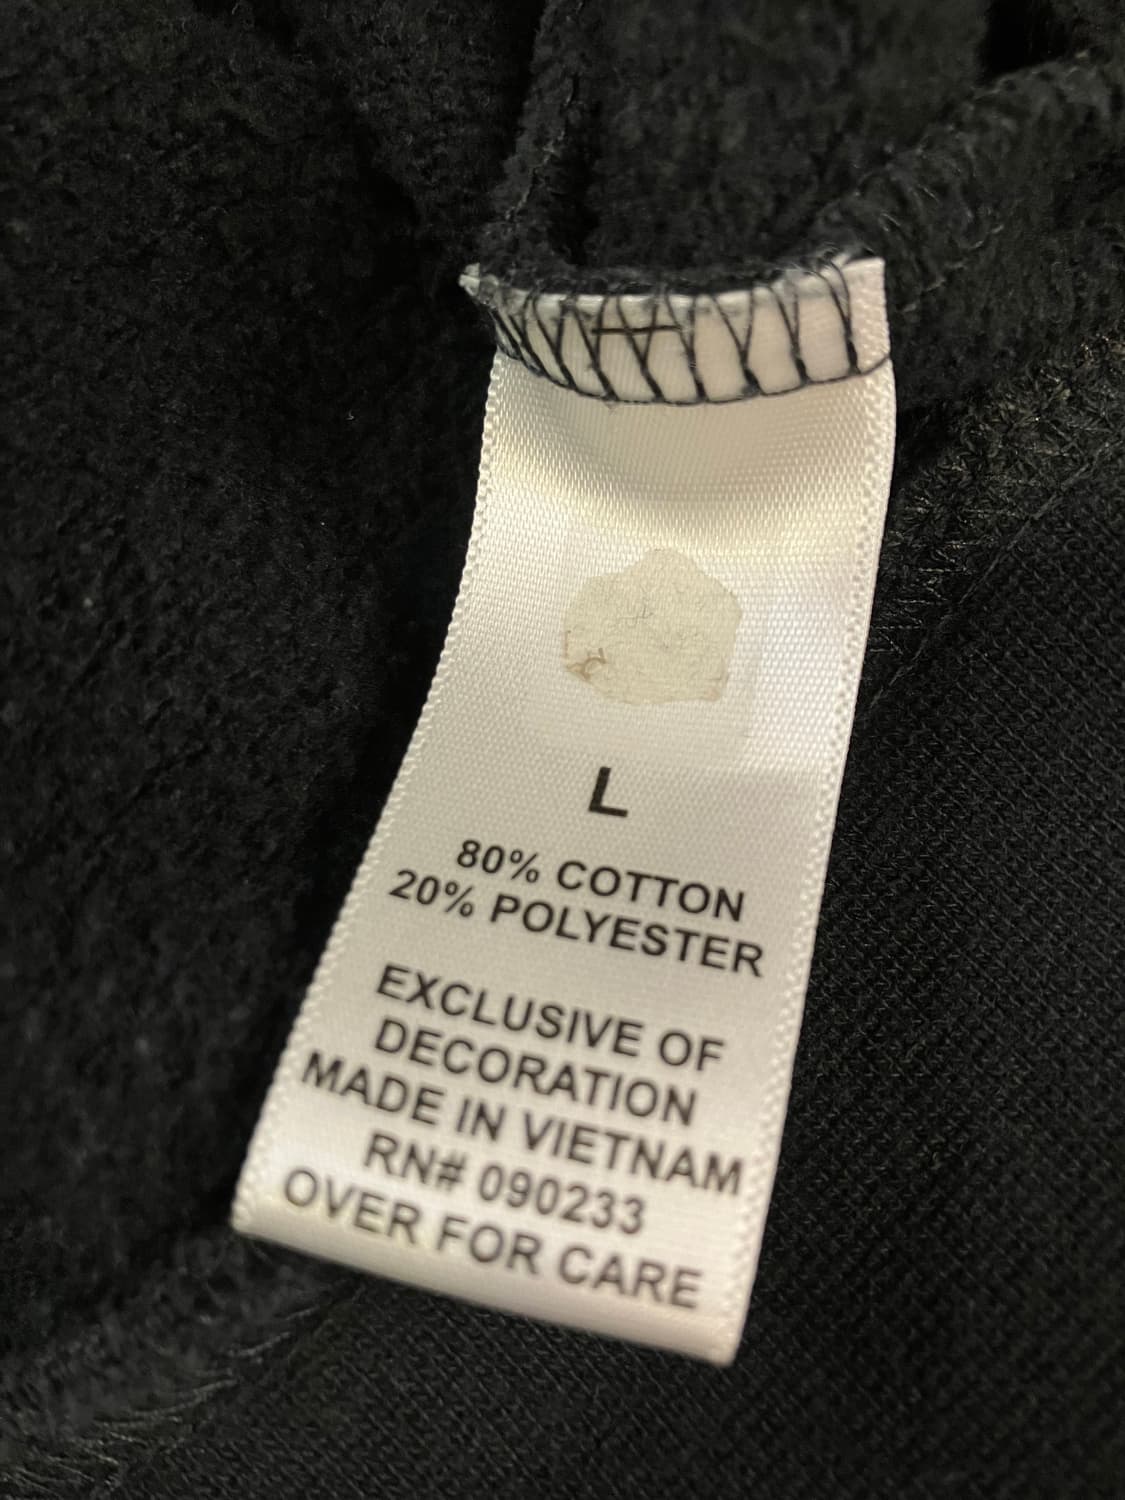 L
80% COTTON
20% POLYESTER
EXCLUSIVE OF
DECORATION
MADE IN VIETNAM
RN# 090233
OVER FOR CARE